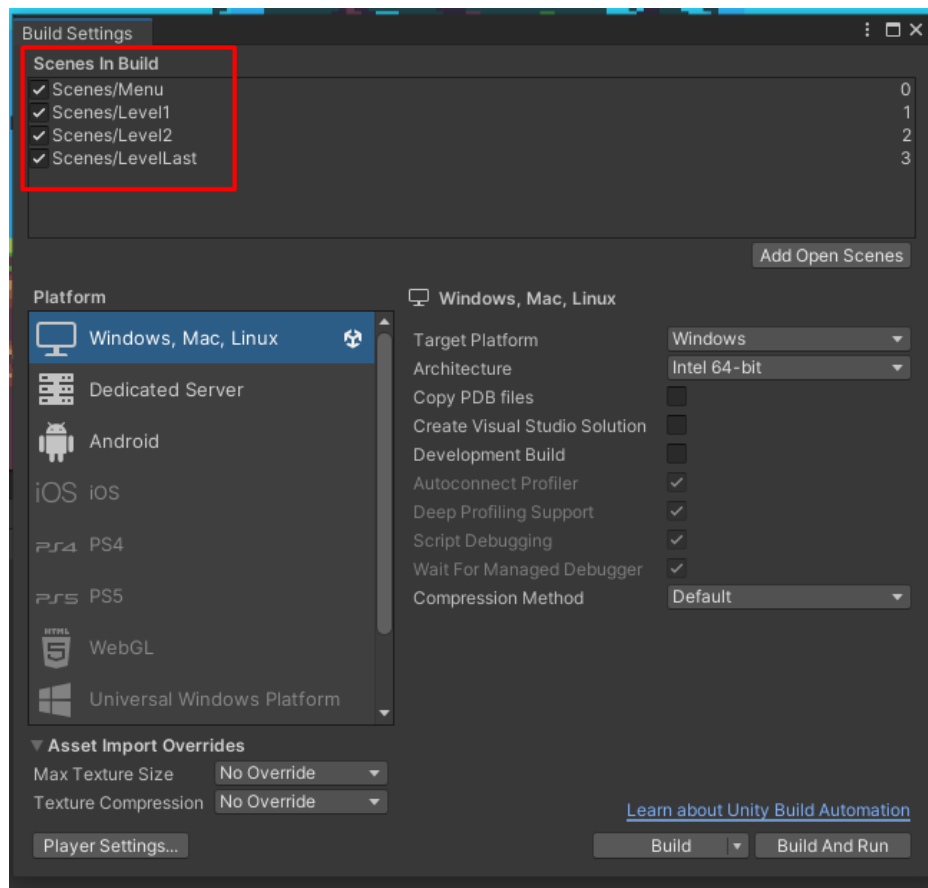 Build Settings
Scenes In Build
Scenes/Menu 0
Scenes/Level1 1
Scenes/Level2 2
Scenes/LevelLast 3
Add Open Scenes
Platform
Windows, Mac, Linux
Dedicated Server
Android
iOS iOS
PS4 PS4
PS5 PS5
HTML 5 WebGL
Universal Windows Platform
Windows, Mac, Linux
Target Platform Windows
Architecture Intel 64-bit
Copy PDB files
Create Visual Studio Solution
Development Build
Autoconnect Profiler
Deep Profiling Support
Script Debugging
Wait For Managed Debugger
Compression Method Default
Asset Import Overrides
Max Texture Size No Override
Texture Compression No Override
Learn about Unity Build Automation
Player Settings... Build Build And Run